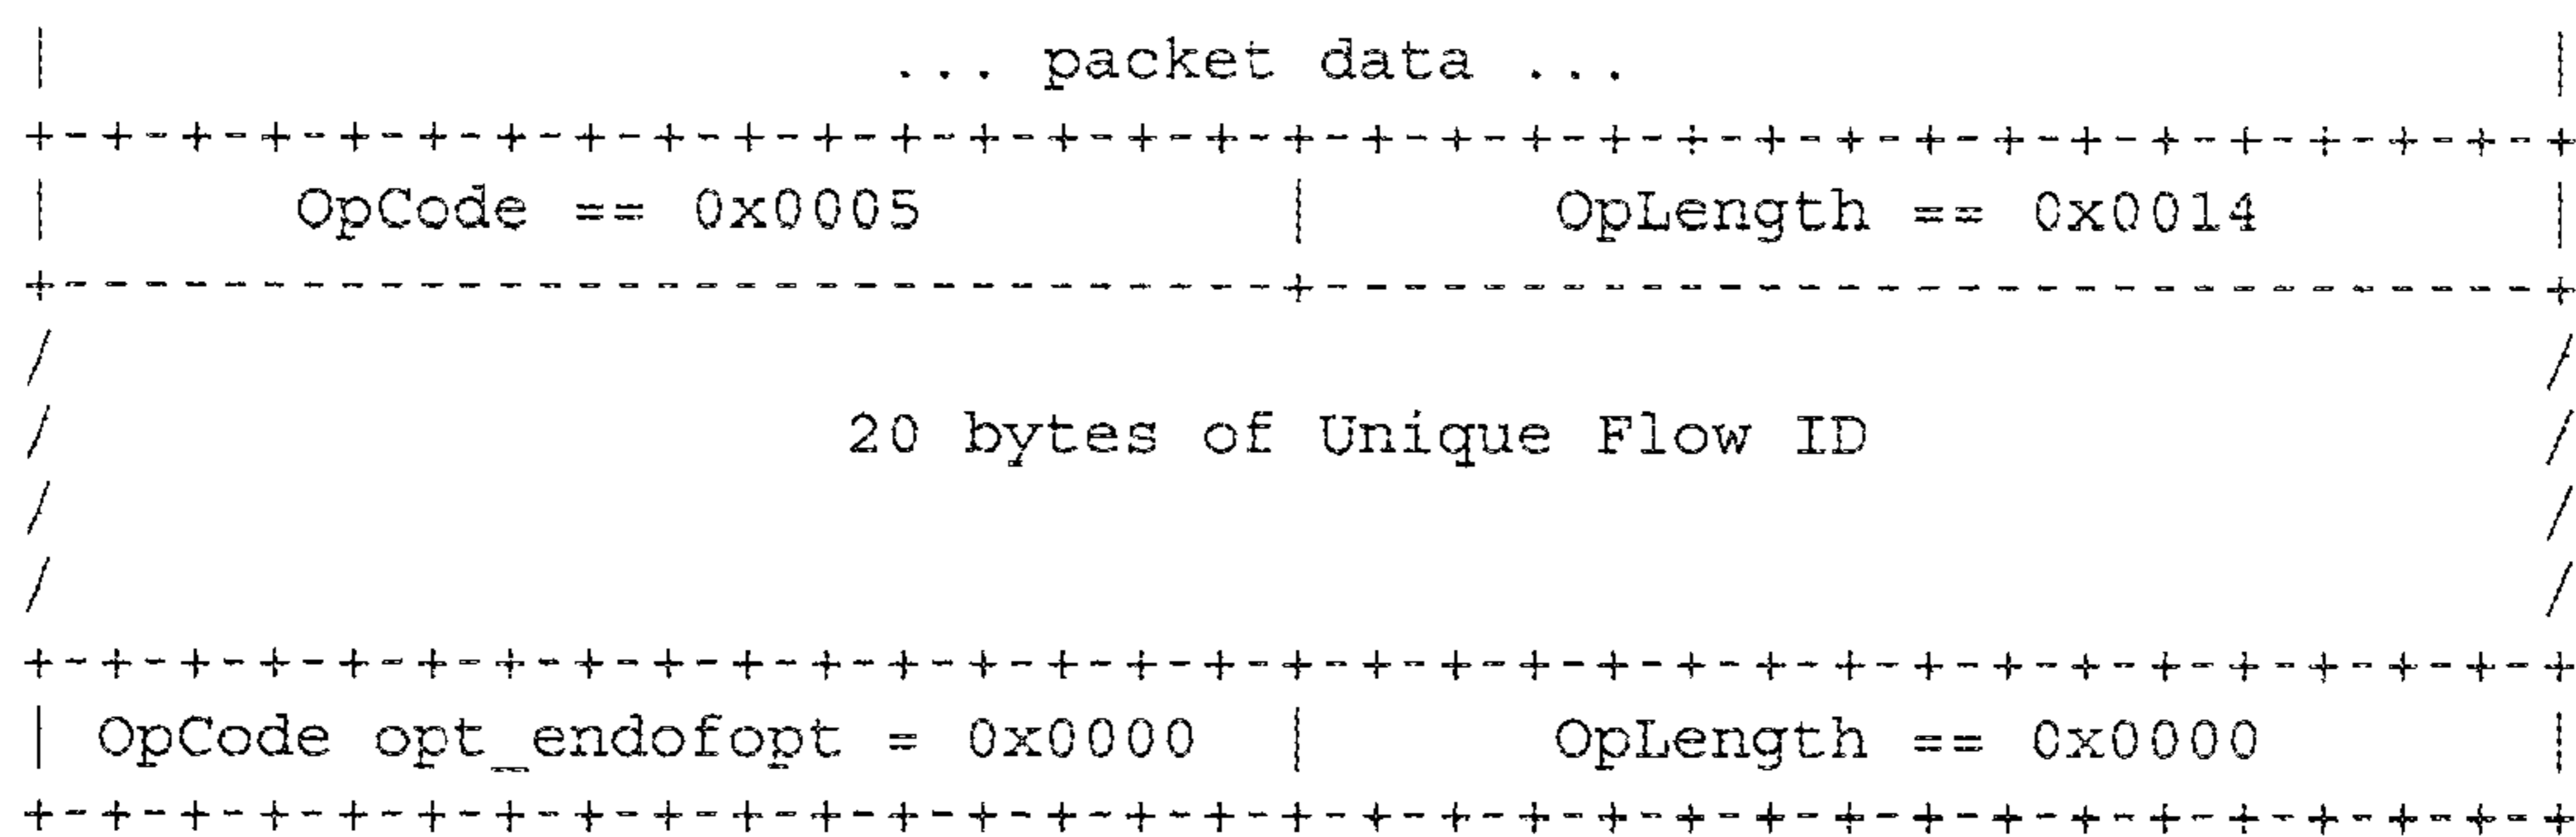 | ... packet data ... |
+-+-+-+-+-+-+-+-+-+-+-+-+-+-+-+-+-+-+-+-+-+-+-+-+-+-+-+-+-+-+-+-+
| OpCode == 0x0005 | OpLength == 0x0014 |
+-------------------------------+-------------------------------+
/ /
/ 20 bytes of Unique Flow ID /
/ /
/ /
+-+-+-+-+-+-+-+-+-+-+-+-+-+-+-+-+-+-+-+-+-+-+-+-+-+-+-+-+-+-+-+-+
| OpCode opt_endofopt = 0x0000 | OpLength == 0x0000 |
+-+-+-+-+-+-+-+-+-+-+-+-+-+-+-+-+-+-+-+-+-+-+-+-+-+-+-+-+-+-+-+-+